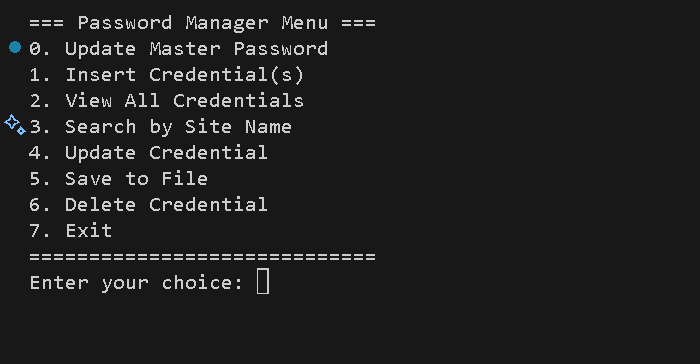 === Password Manager Menu ===
0. Update Master Password
1. Insert Credential(s)
2. View All Credentials
3. Search by Site Name
4. Update Credential
5. Save to File
6. Delete Credential
7. Exit
=============================
Enter your choice: